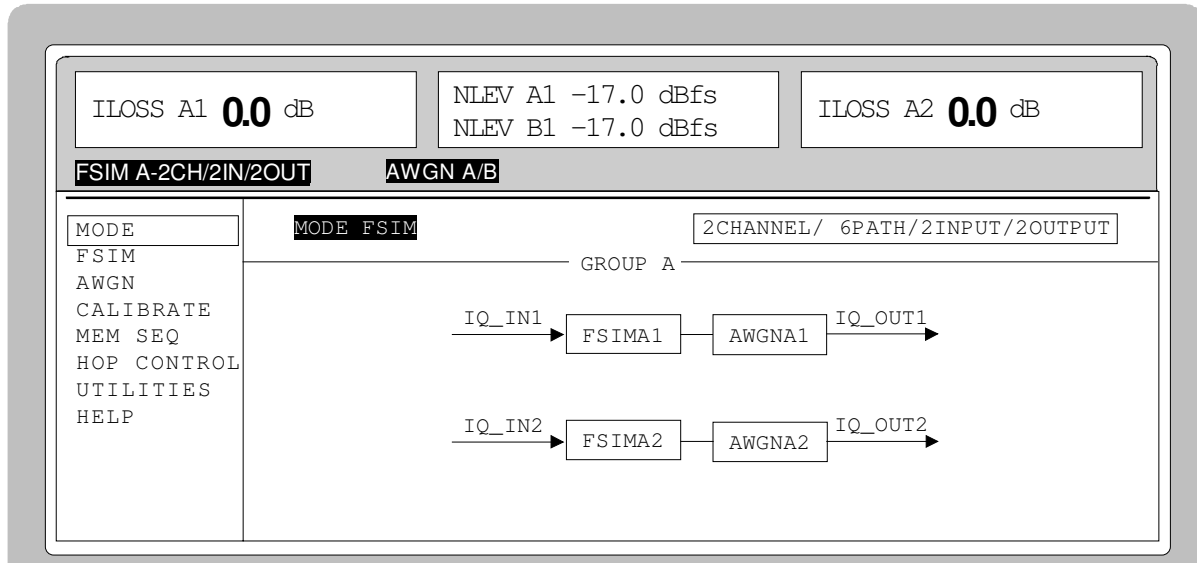 ILOSS A1 0.0 dB
NLEV A1 −17.0 dBfs
NLEV B1 −17.0 dBfs
ILOSS A2 0.0 dB
FSIM A-2CH/2IN/2OUT AWGN A/B
MODE
FSIM
AWGN
CALIBRATE
MEM SEQ
HOP CONTROL
UTILITIES
HELP
MODE FSIM
2CHANNEL/ 6PATH/2INPUT/2OUTPUT
GROUP A
IQ_IN1 FSIMA1 AWGNA1 IQ_OUT1
IQ_IN2 FSIMA2 AWGNA2 IQ_OUT2